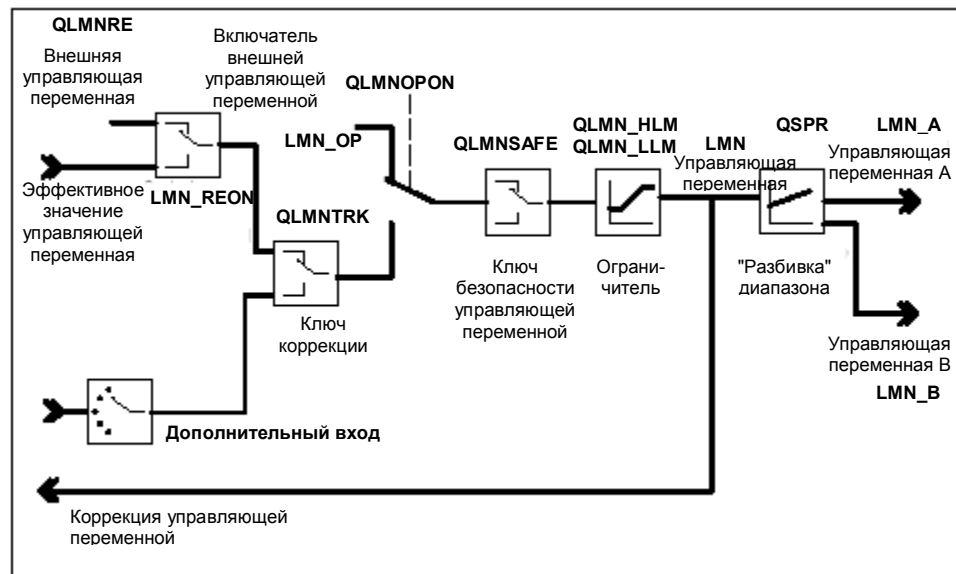 QLMNRE
Внешняя
управляющая
переменная
Включатель
внешней
управляющей
переменной
QLMNOPON
LMN_OP
QLMNSAFE
QLMN_HLM
QLMN_LLM
LMN
Управляющая
переменная
QSPR
LMN_A
Управляющая
переменная A
Эффективное
значение
управляющей
переменная
LMN_REON
QLMNTRK
Ключ
коррекции
Ключ
безопасности
управляющей
переменной
Ограни-
читель
"Разбивка"
диапазона
Управляющая
переменная B
LMN_B
Дополнительный вход
Коррекция управляющей
переменной